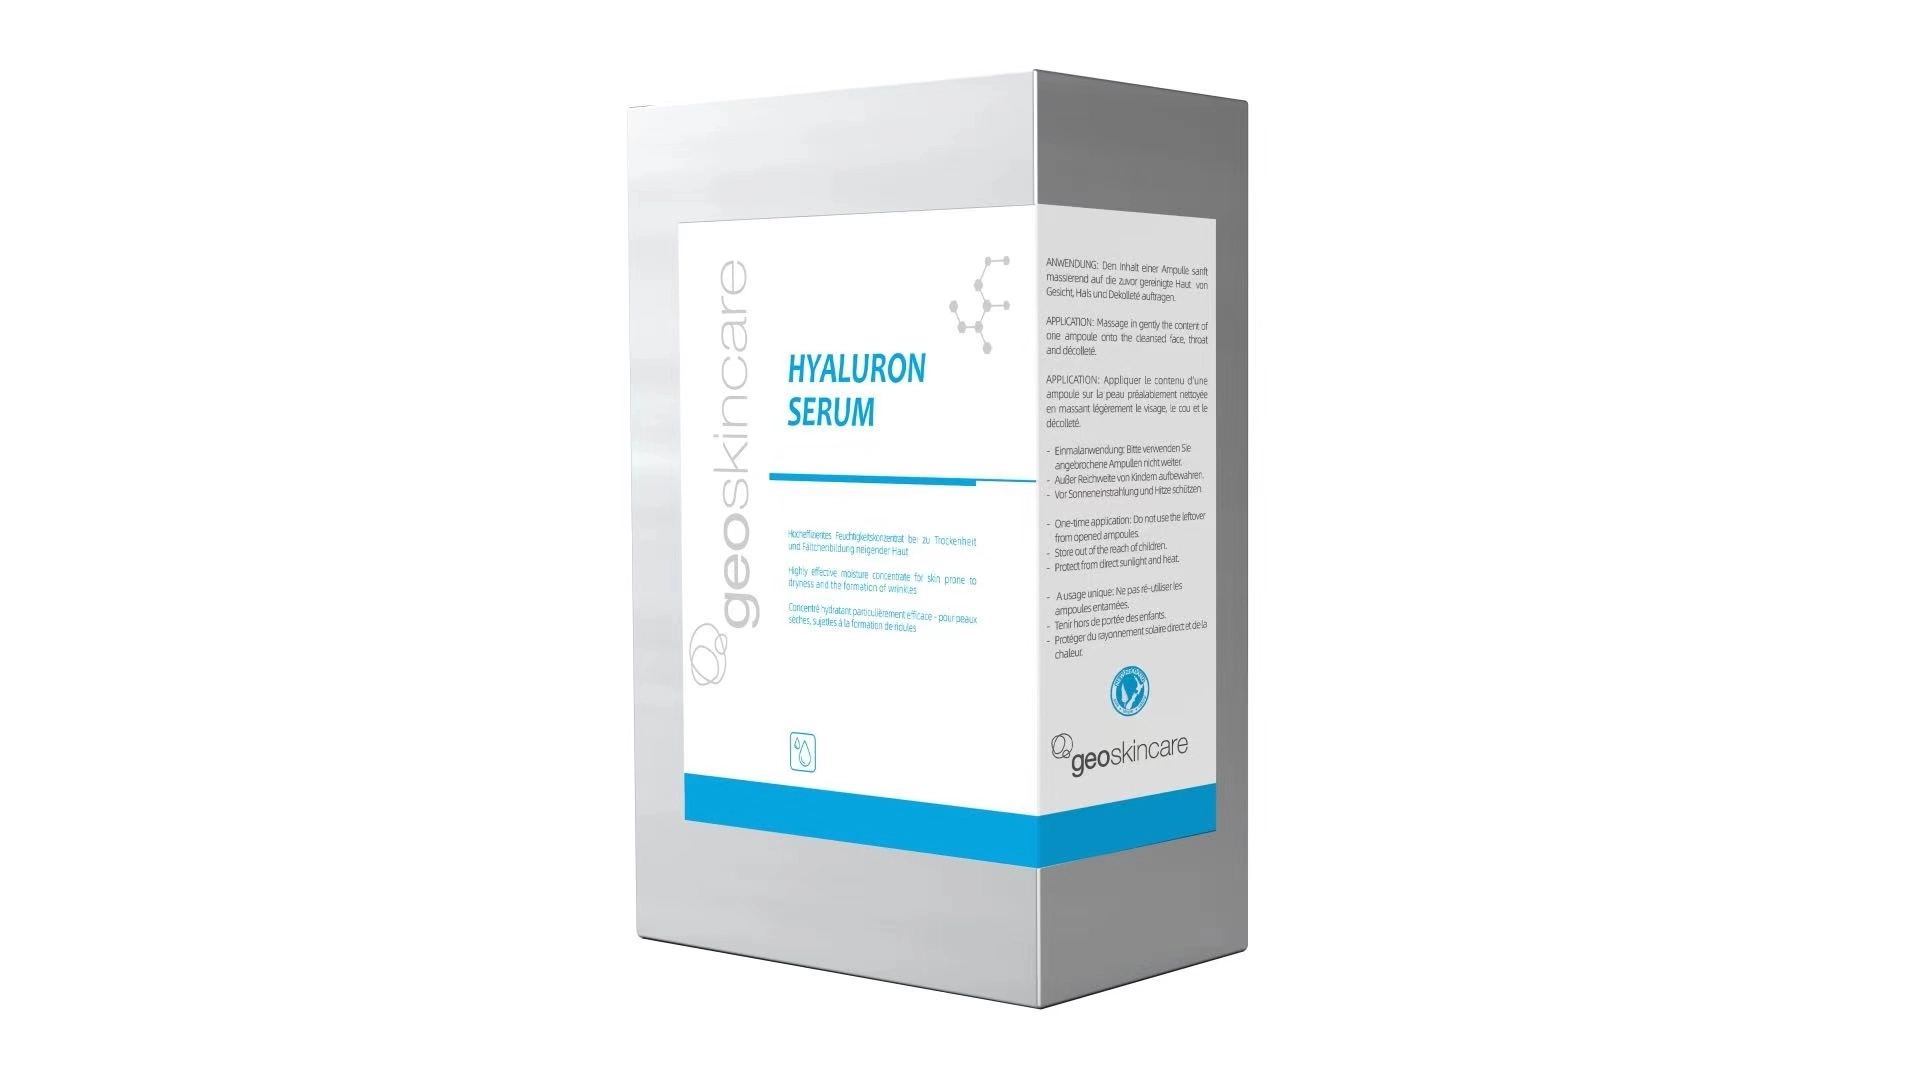 geoskincare
HYALURON
SERUM
Hocheffizientes Feuchtigkeitskonzentrat bei zu Trockenheit
und Fältchenbildung neigender Haut
Highly effective moisture concentrate for skin prone to
dryness and the formation of wrinkles
Concentré hydratant particulièrement efficace - pour peaux
sèches, sujettes à la formation de ridules
ANWENDUNG: Den Inhalt einer Ampulle sanft
massierend auf die zuvor gereinigte Haut von
Gesicht, Hals und Dekolleté auftragen.
APPLICATION: Massage in gently the content of
one ampoule onto the cleansed face, throat
and décolleté.
APPLICATION: Appliquer le contenu d'une
ampoule sur la peau préalablement nettoyée
en massant légèrement le visage, le cou et le
décolleté.
- Einmalanwendung: Bitte verwenden Sie
angebrochene Ampullen nicht weiter.
- Außer Reichweite von Kindern aufbewahren.
- Vor Sonneneinstrahlung und Hitze schützen
- One-time application: Do not use the leftover
from opened ampoules.
- Store out of the reach of children.
- Protect from direct sunlight and heat.
- A usage unique: Ne pas ré-utiliser les
ampoules entamées.
- Tenir hors de portée des enfants.
- Protéger du rayonnement solaire direct et de la
chaleur.
geoskincare